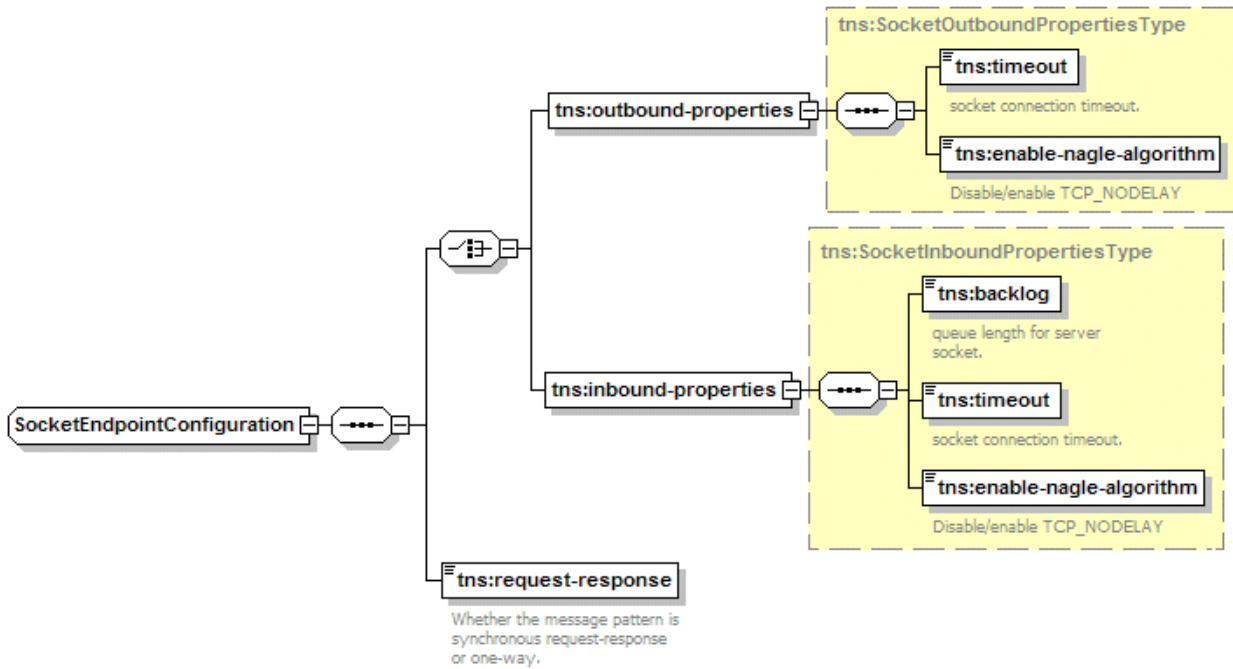 tns:SocketOutboundPropertiesType
tns:timeout
socket connection timeout.
tns:outbound-properties
tns:enable-nagle-algorithm
Disable/enable TCP_NODELAY
tns:SocketInboundPropertiesType
tns:backlog
queue length for server
socket.
tns:inbound-properties
tns:timeout
socket connection timeout.
SocketEndpointConfiguration
tns:enable-nagle-algorithm
Disable/enable TCP_NODELAY
tns:request-response
Whether the message pattern is
synchronous request-response
or one-way.